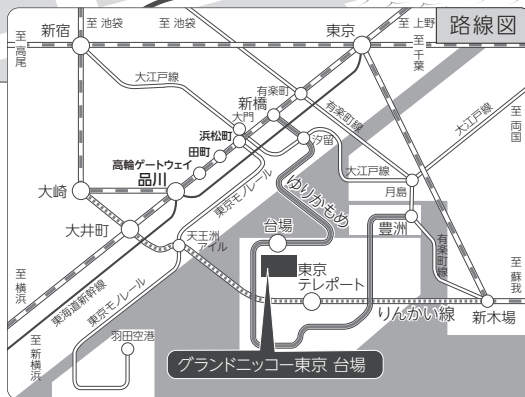 路線図
至 池袋
至 池袋
至 上野
新宿
東京
至 高尾
至 千葉
大江戸線
有楽町
新橋
大門
有楽町線
大江戸線
至 両国
浜松町
汐留
田町
高輪ゲートウェイ
品川
大江戸線
月島
大崎
東京モノレール
ゆりかもめ
台場
豊洲
大井町
天王洲
アイル
東京
テレポート
有楽町線
至 蘇我
至 横浜
東海道新幹線
東京モノレール
りんかい線
新木場
至 新横浜
羽田空港
グランドニッコー東京 台場